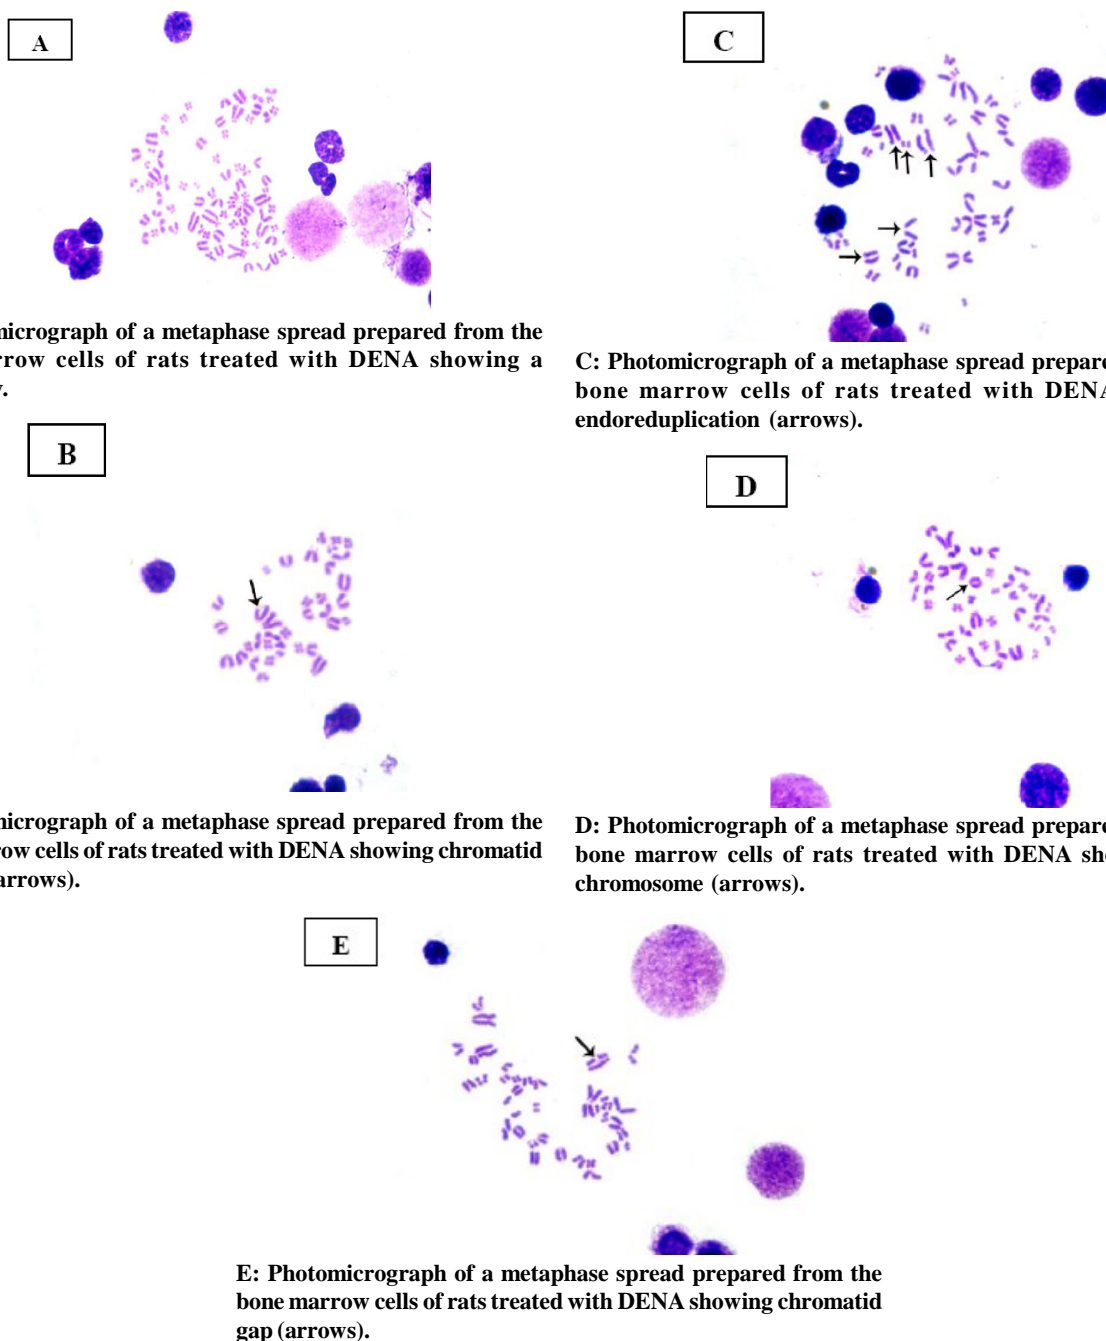 A
micrograph of a metaphase spread prepared from the
rrow cells of rats treated with DENA showing a
.
B
micrograph of a metaphase spread prepared from the
row cells of rats treated with DENA showing chromatid
arrows).
C
C: Photomicrograph of a metaphase spread prepare
bone marrow cells of rats treated with DENA
endoreduplication (arrows).
D
D: Photomicrograph of a metaphase spread prepare
bone marrow cells of rats treated with DENA sh
chromosome (arrows).
E
E: Photomicrograph of a metaphase spread prepared from the
bone marrow cells of rats treated with DENA showing chromatid
gap (arrows).